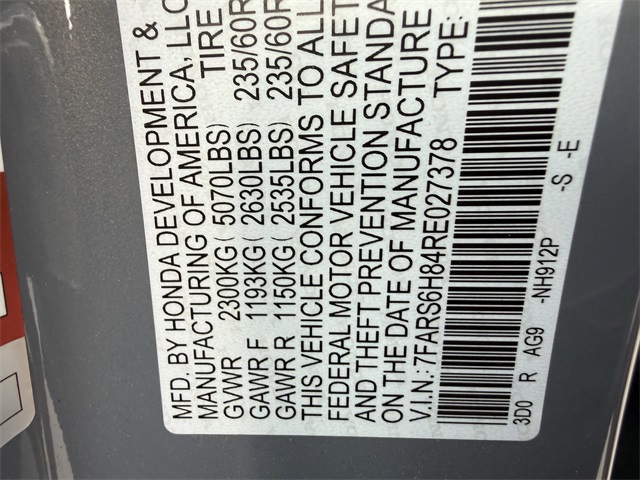 MFD. BY HONDA DEVELOPMENT &
MANUFACTURING OF AMERICA, LLC
TIRE
GVWR 2300KG( 5070LBS)
GAWR F 1193KG( 2630LBS) 235/60R
GAWR R 1150KG( 2535LBS) 235/60R
THIS VEHICLE CONFORMS TO ALL
FEDERAL MOTOR VEHICLE SAFET
AND THEFT PREVENTION STANDA
ON THE DATE OF MANUFACTURE
V.I.N.: 7FARS6H84RE027378 TYPE:
3D0 R AG9 -NH912P -S -E